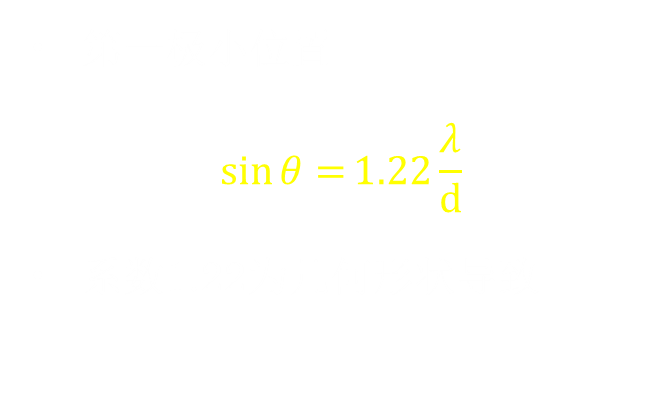 sin θ = 1.22 λ/d